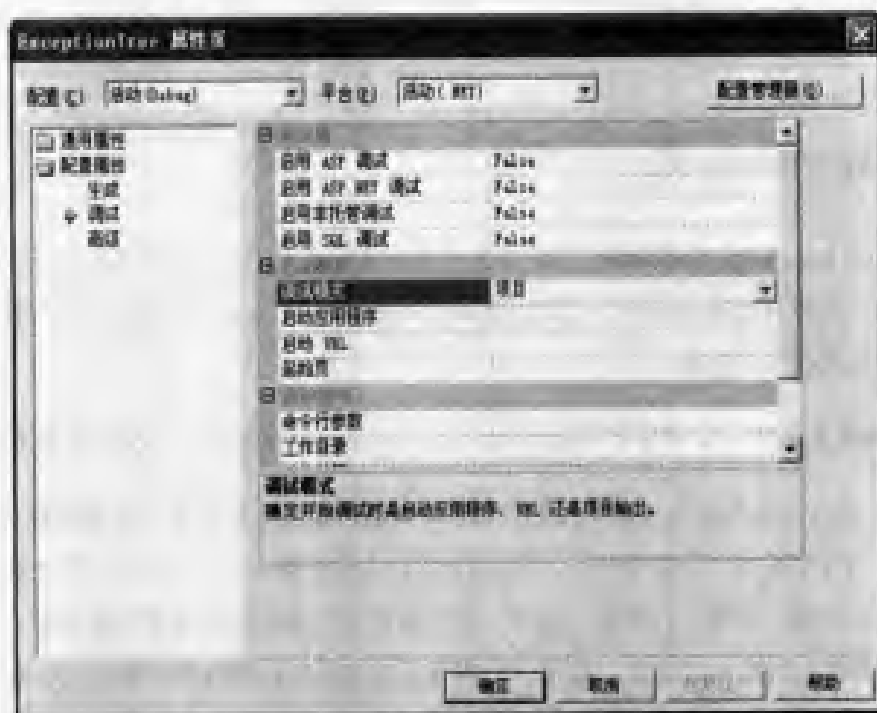 ExceptionTree 属性页
配置(C): 活动(Debug) 平台(P): 活动(.NET) 配置管理器(O)...
通用属性
配置属性
生成
调试
高级
启用 ASP 调试 False
启用 ASP.NET 调试 False
启用非托管调试 False
启用 SQL 调试 False
调试模式 项目
启动应用程序
启动 URL
起始页
命令行参数
工作目录
调试模式
确定开始调试时是启动应用程序、URL 还是项目输出。
确定 取消 帮助